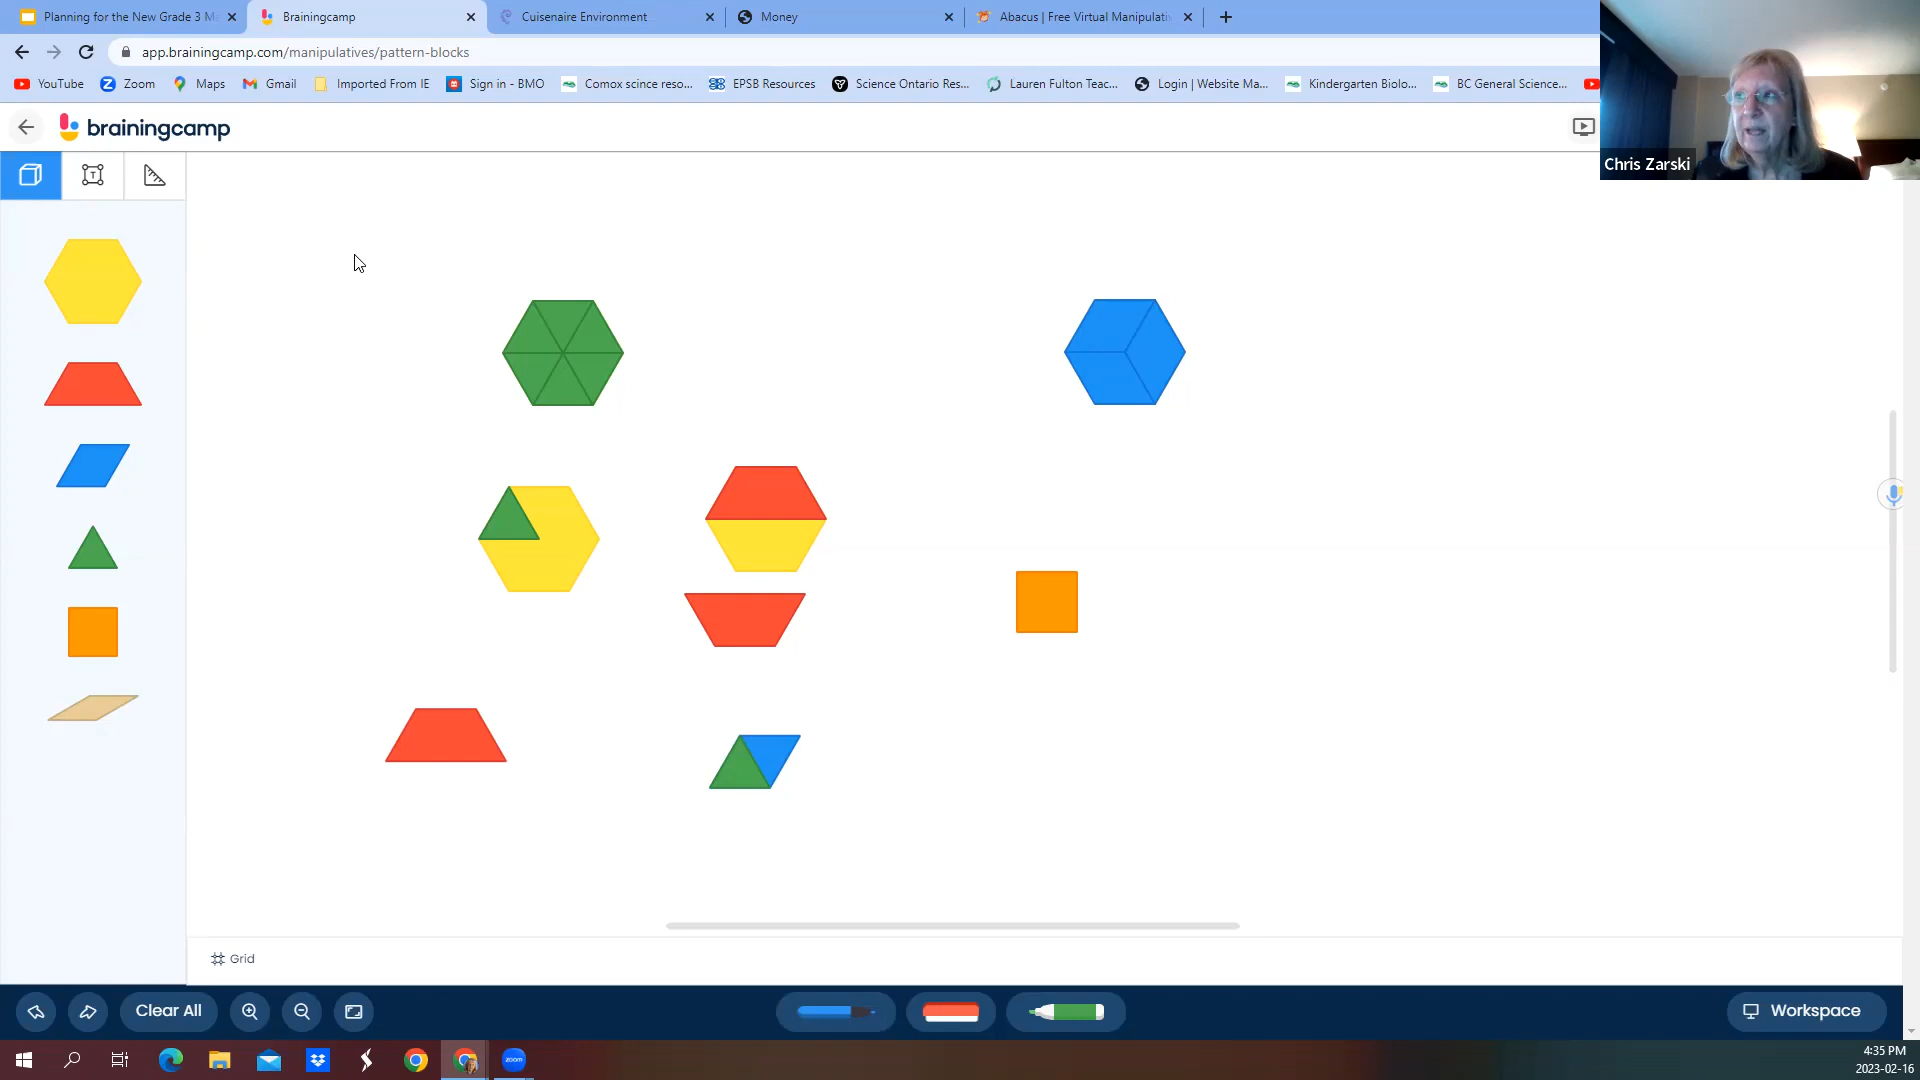 Planning for the New Grade 3 M
Brainingcamp
Cuisenaire Environment
Money
Abacus | Free Virtual Manipulati
app.brainingcamp.com/manipulatives/pattern-blocks
YouTube
Zoom
Maps
Gmail
Imported From IE
Sign in - BMO
Comox scince reso...
EPSB Resources
Science Ontario Res...
Lauren Fulton Teac...
Login | Website Ma...
Kindergarten Biolo...
BC General Science...
brainingcamp
T
Chris Zarski
Grid
Clear All
Workspace
zoom
4:35 PM
2023-02-16